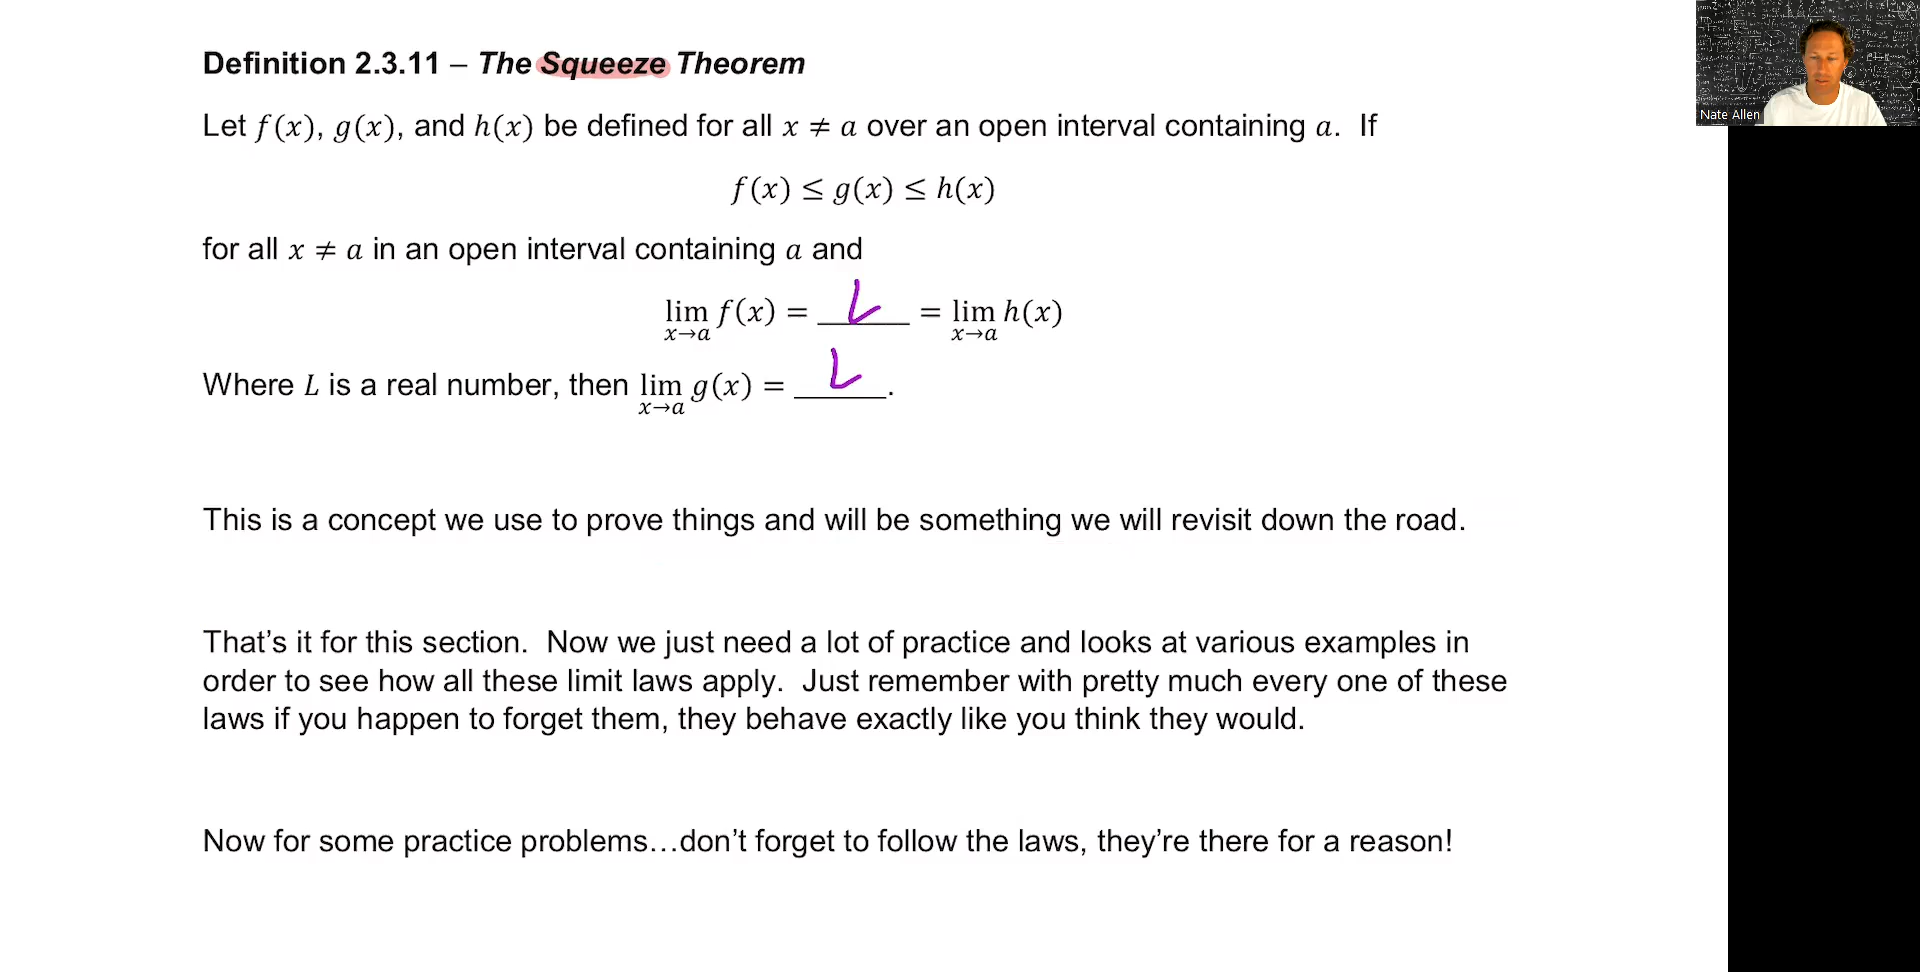 Definition 2.3.11 – The Squeeze Theorem
Nate Allen
Let f(x), g(x), and h(x) be defined for all x ≠ a over an open interval containing a. If
f(x) ≤ g(x) ≤ h(x)
for all x ≠ a in an open interval containing a and
lim x→a f(x) = L = lim x→a h(x)
Where L is a real number, then lim x→a g(x) = L.
This is a concept we use to prove things and will be something we will revisit down the road.
That’s it for this section. Now we just need a lot of practice and looks at various examples in
order to see how all these limit laws apply. Just remember with pretty much every one of these
laws if you happen to forget them, they behave exactly like you think they would.
Now for some practice problems…don’t forget to follow the laws, they’re there for a reason!